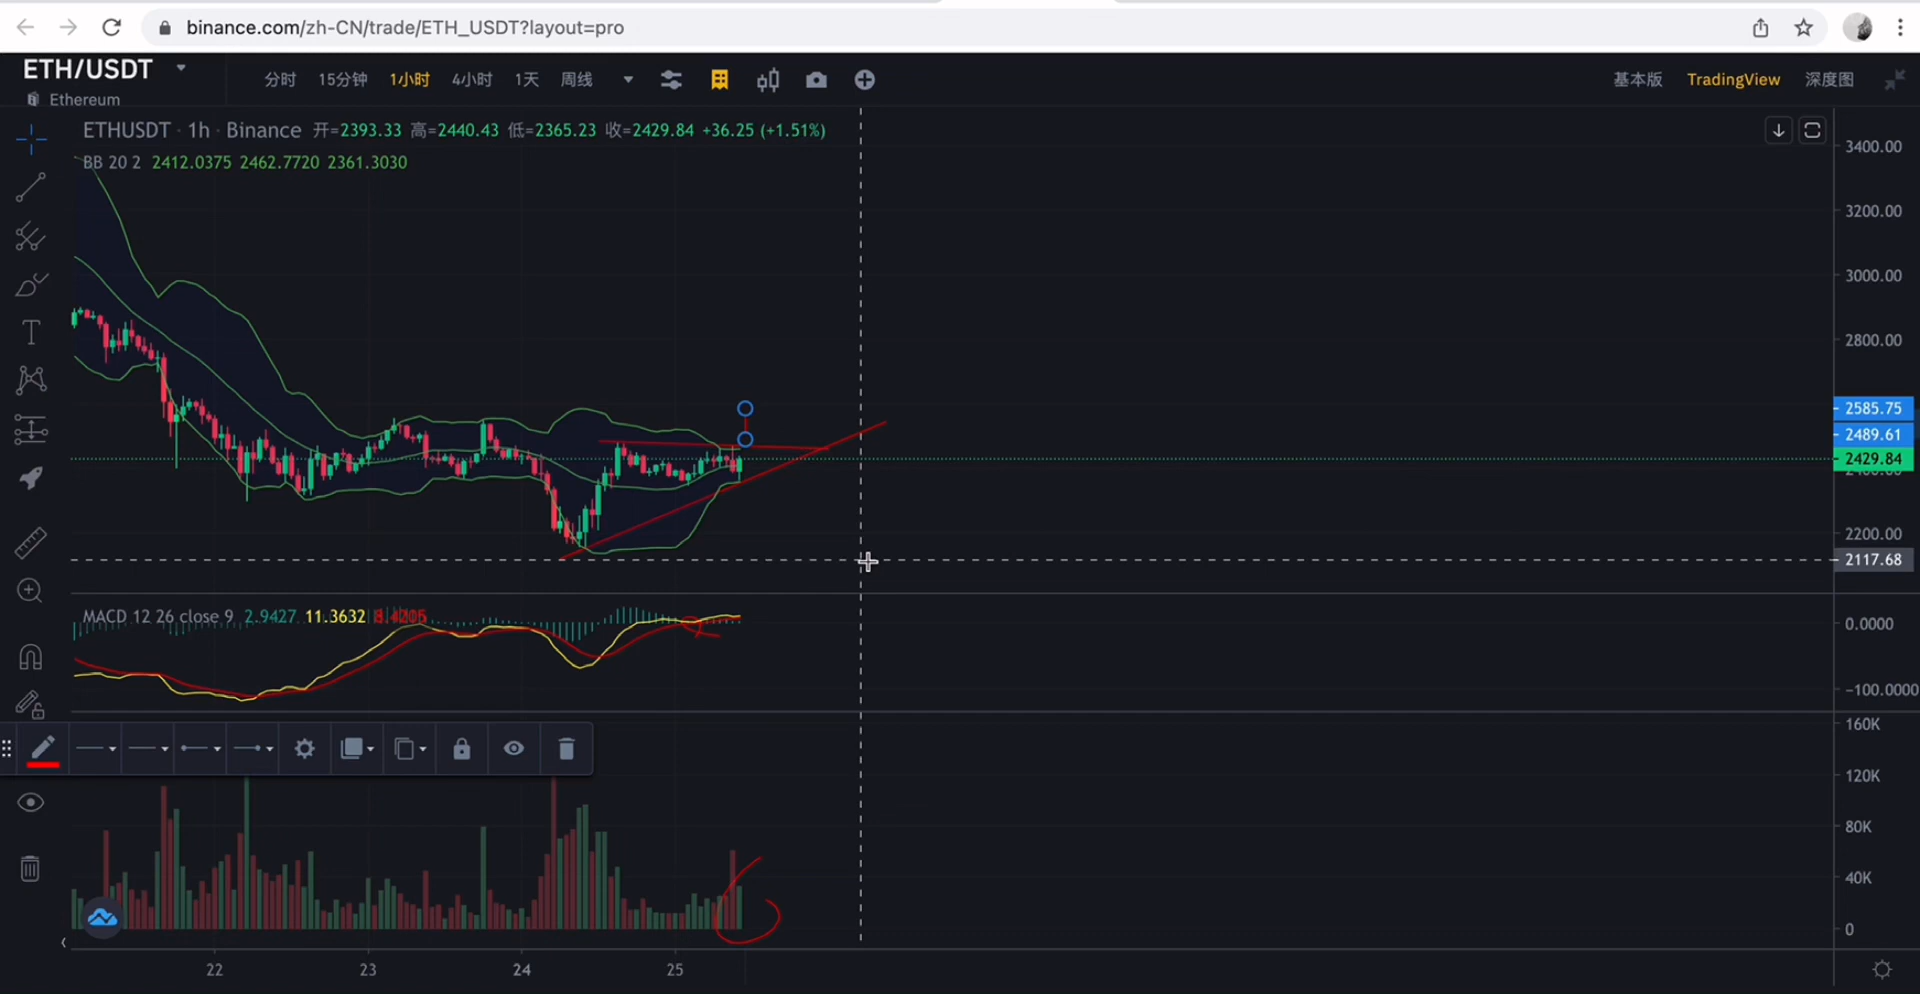 binance.com/zh-CN/trade/ETH_USDT?layout=pro
ETH/USDT
Ethereum
分时 15分钟 1小时 4小时 1天 周线
基本版 TradingView 深度图
ETHUSDT · 1h · Binance 开=2393.33 高=2440.43 低=2365.23 收=2429.84 +36.25 (+1.51%)
BB 20 2 2412.0375 2462.7720 2361.3030
3400.00
3200.00
3000.00
2800.00
2585.75
2489.61
2429.84
2200.00
2117.68
MACD 12 26 close 9 2.9427 11.3632 8.4205
0.0000
−100.0000
160K
120K
80K
40K
0
22 23 24 25